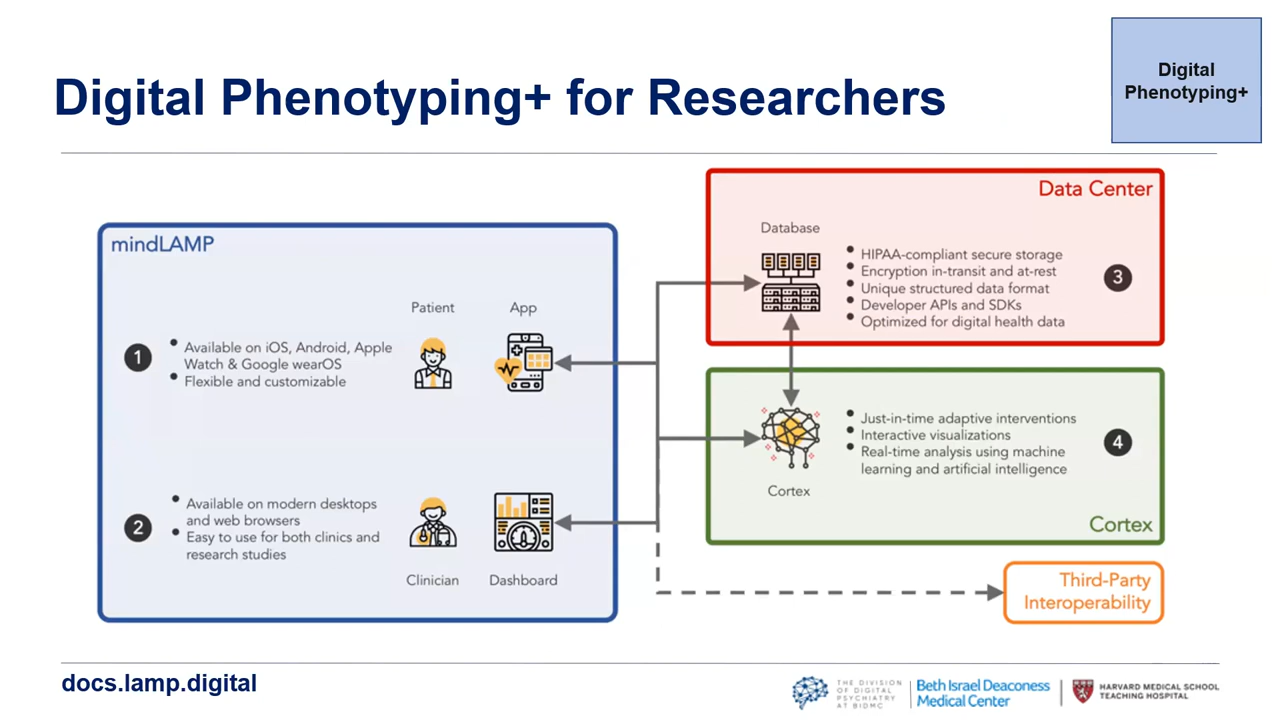 Digital Phenotyping+ for Researchers
Digital
Phenotyping+
mindLAMP
Patient
App
1
Available on iOS, Android, Apple
Watch & Google wearOS
Flexible and customizable
2
Available on modern desktops
and web browsers
Easy to use for both clinics and
research studies
Clinician
Dashboard
Data Center
Database
HIPAA-compliant secure storage
Encryption in-transit and at-rest
Unique structured data format
Developer APIs and SDKs
Optimized for digital health data
3
Just-in-time adaptive interventions
Interactive visualizations
Real-time analysis using machine
learning and artificial intelligence
4
Cortex
Cortex
Third-Party
Interoperability
docs.lamp.digital
THE DIVISION
OF DIGITAL
PSYCHIATRY
AT BIDMC
Beth Israel Deaconess
Medical Center
HARVARD MEDICAL SCHOOL
TEACHING HOSPITAL